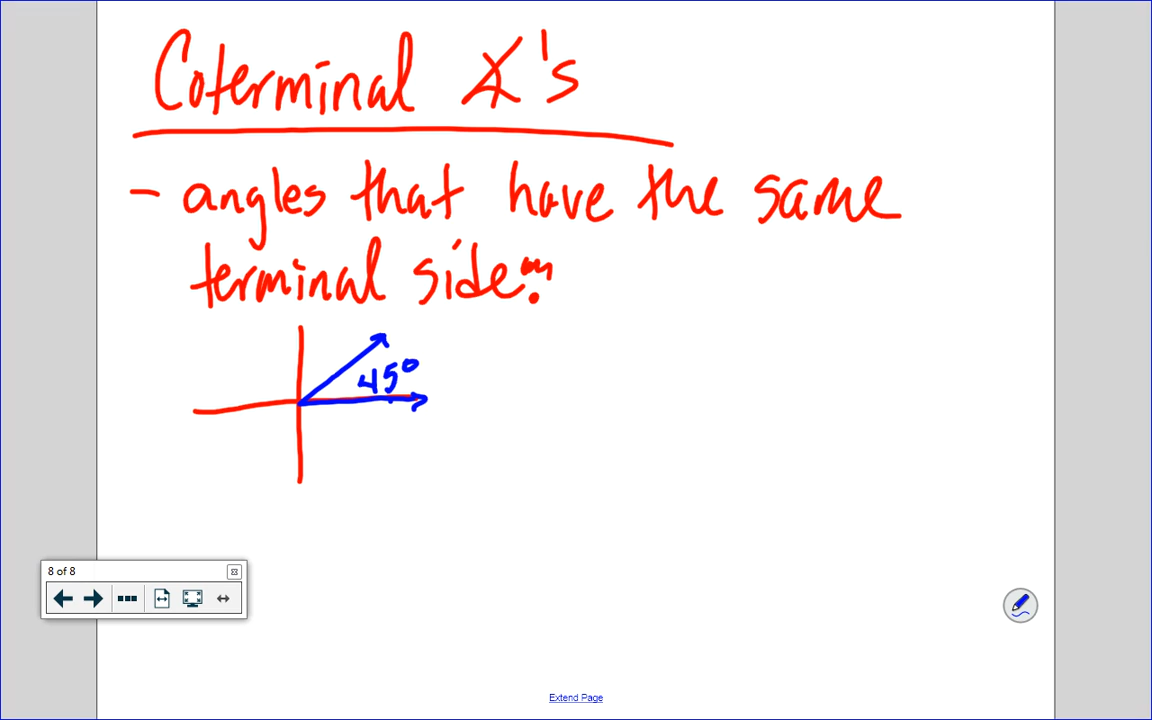 Coterminal ∡'s
- angles that have the same
terminal side.
45°
8 of 8
Extend Page